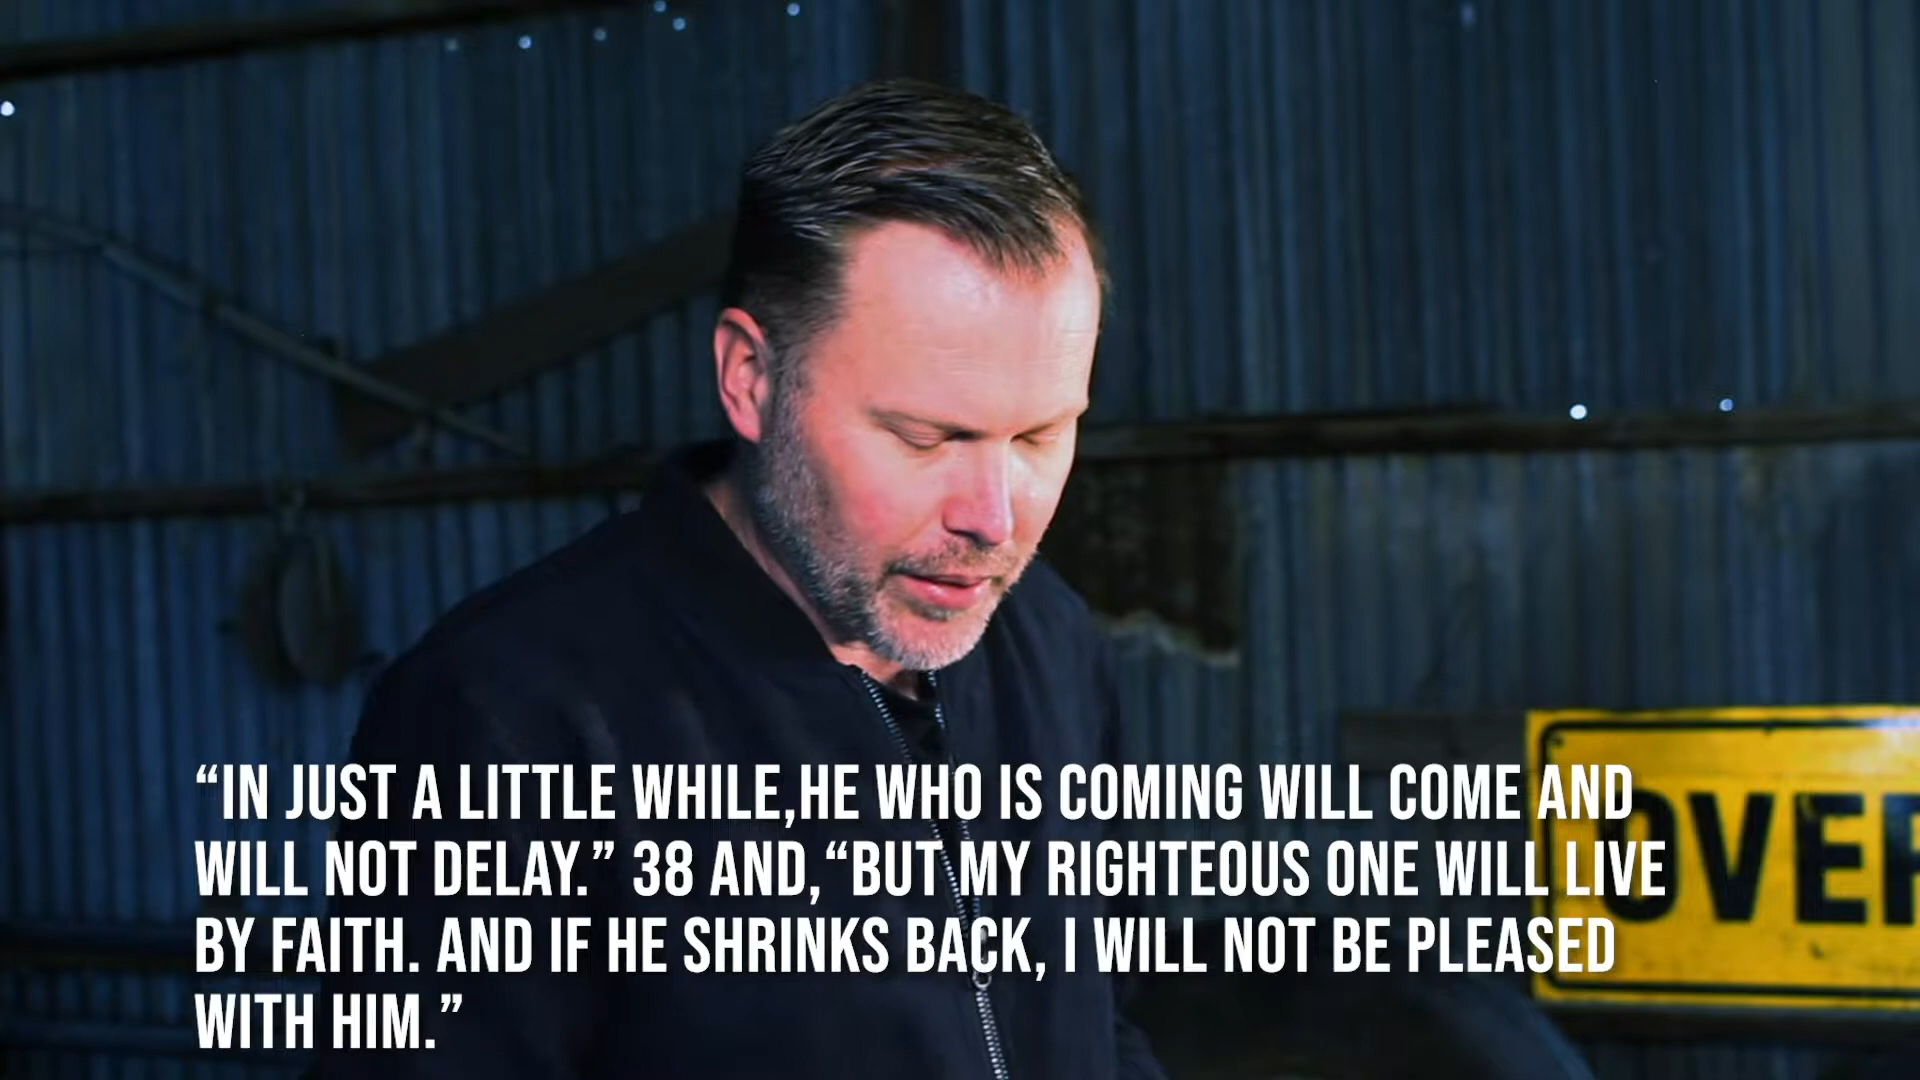 “IN JUST A LITTLE WHILE,HE WHO IS COMING WILL COME AND
WILL NOT DELAY.” 38 AND,“BUT MY RIGHTEOUS ONE WILL LIVE
BY FAITH. AND IF HE SHRINKS BACK, I WILL NOT BE PLEASED
WITH HIM.”
OVER